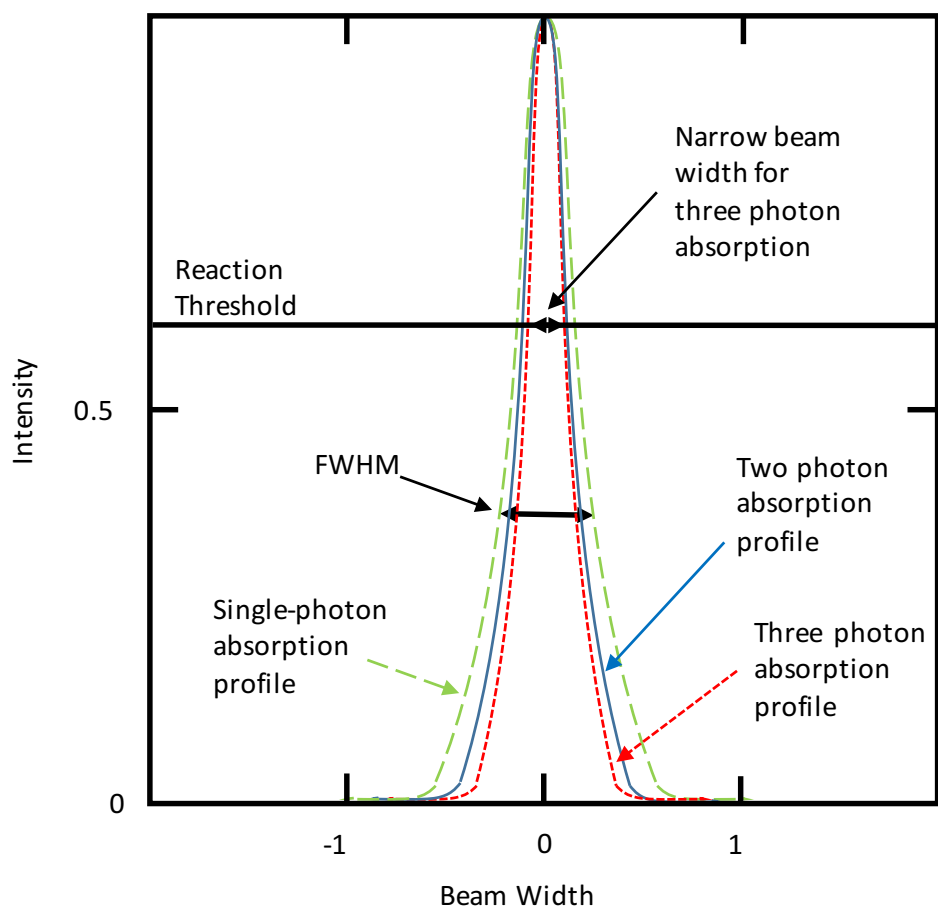 Narrow beam
width for
three photon
absorption
Reaction
Threshold
Intensity
0.5
FWHM
Two photon
absorption
profile
Single-photon
absorption
profile
Three photon
absorption
profile
0
-1
0
1
Beam Width